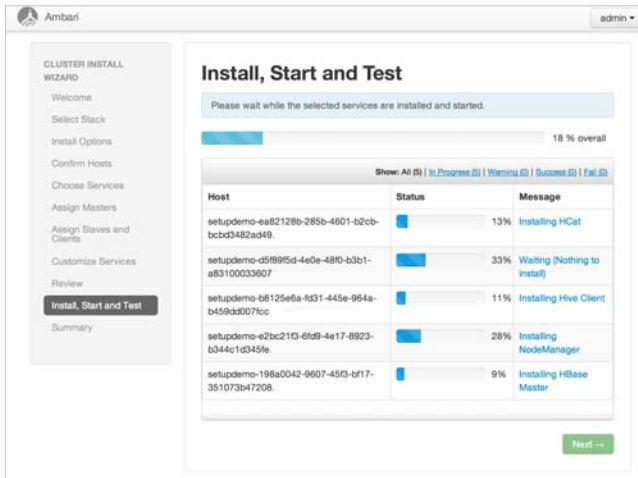 Ambari
admin
CLUSTER INSTALL
WIZARD
Welcome
Select Stack
Install Options
Confirm Hosts
Choose Services
Assign Masters
Assign Slaves and
Clients
Customize Services
Review
Install, Start and Test
Summary
Install, Start and Test
Please wait while the selected services are installed and started.
18 % overall
Show: All (5) | In Progress (5) | Warning (0) | Success (0) | Fail (0)
Host Status Message
setupdemo-ea82128b-285b-4601-b2cb-
bcbd3482ad49.
13% Installing HCat
setupdemo-d5f89f5d-4e0e-48f0-b3b1-
a83100033607
33% Waiting (Nothing to
install)
setupdemo-b8125e6a-fd31-445e-964a-
b459dd007fcc
11% Installing Hive Client
setupdemo-e2bc21f3-6fd9-4e17-8923-
b344c1d345fe
28% Installing
NodeManager
setupdemo-198a0042-9607-45f3-bf17-
351073b47208.
9% Installing HBase
Master
Next →